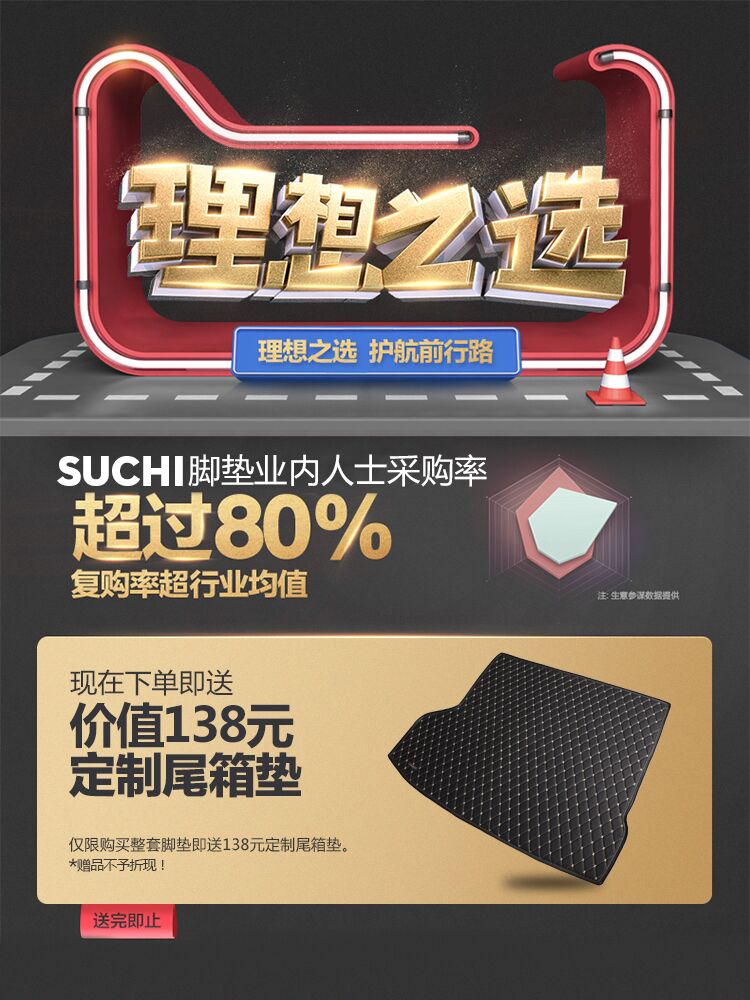 理想之选
理想之选 护航前行路
SUCHI脚垫业内人士采购率
超过80%
复购率超行业均值
注: 生意参谋数据提供
现在下单即送
价值138元
定制尾箱垫
仅限购买整套脚垫即送138元定制尾箱垫。
*赠品不予折现！
送完即止